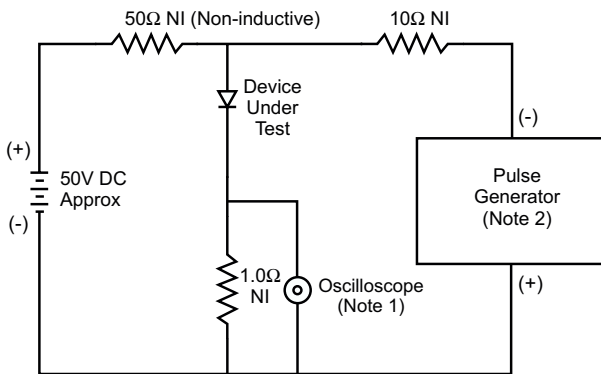 50Ω NI (Non-inductive)
10Ω NI
Device
Under
Test
(+)
50V DC
Approx
(-)
(-)
Pulse
Generator
(Note 2)
(+)
1.0Ω
NI
Oscilloscope
(Note 1)